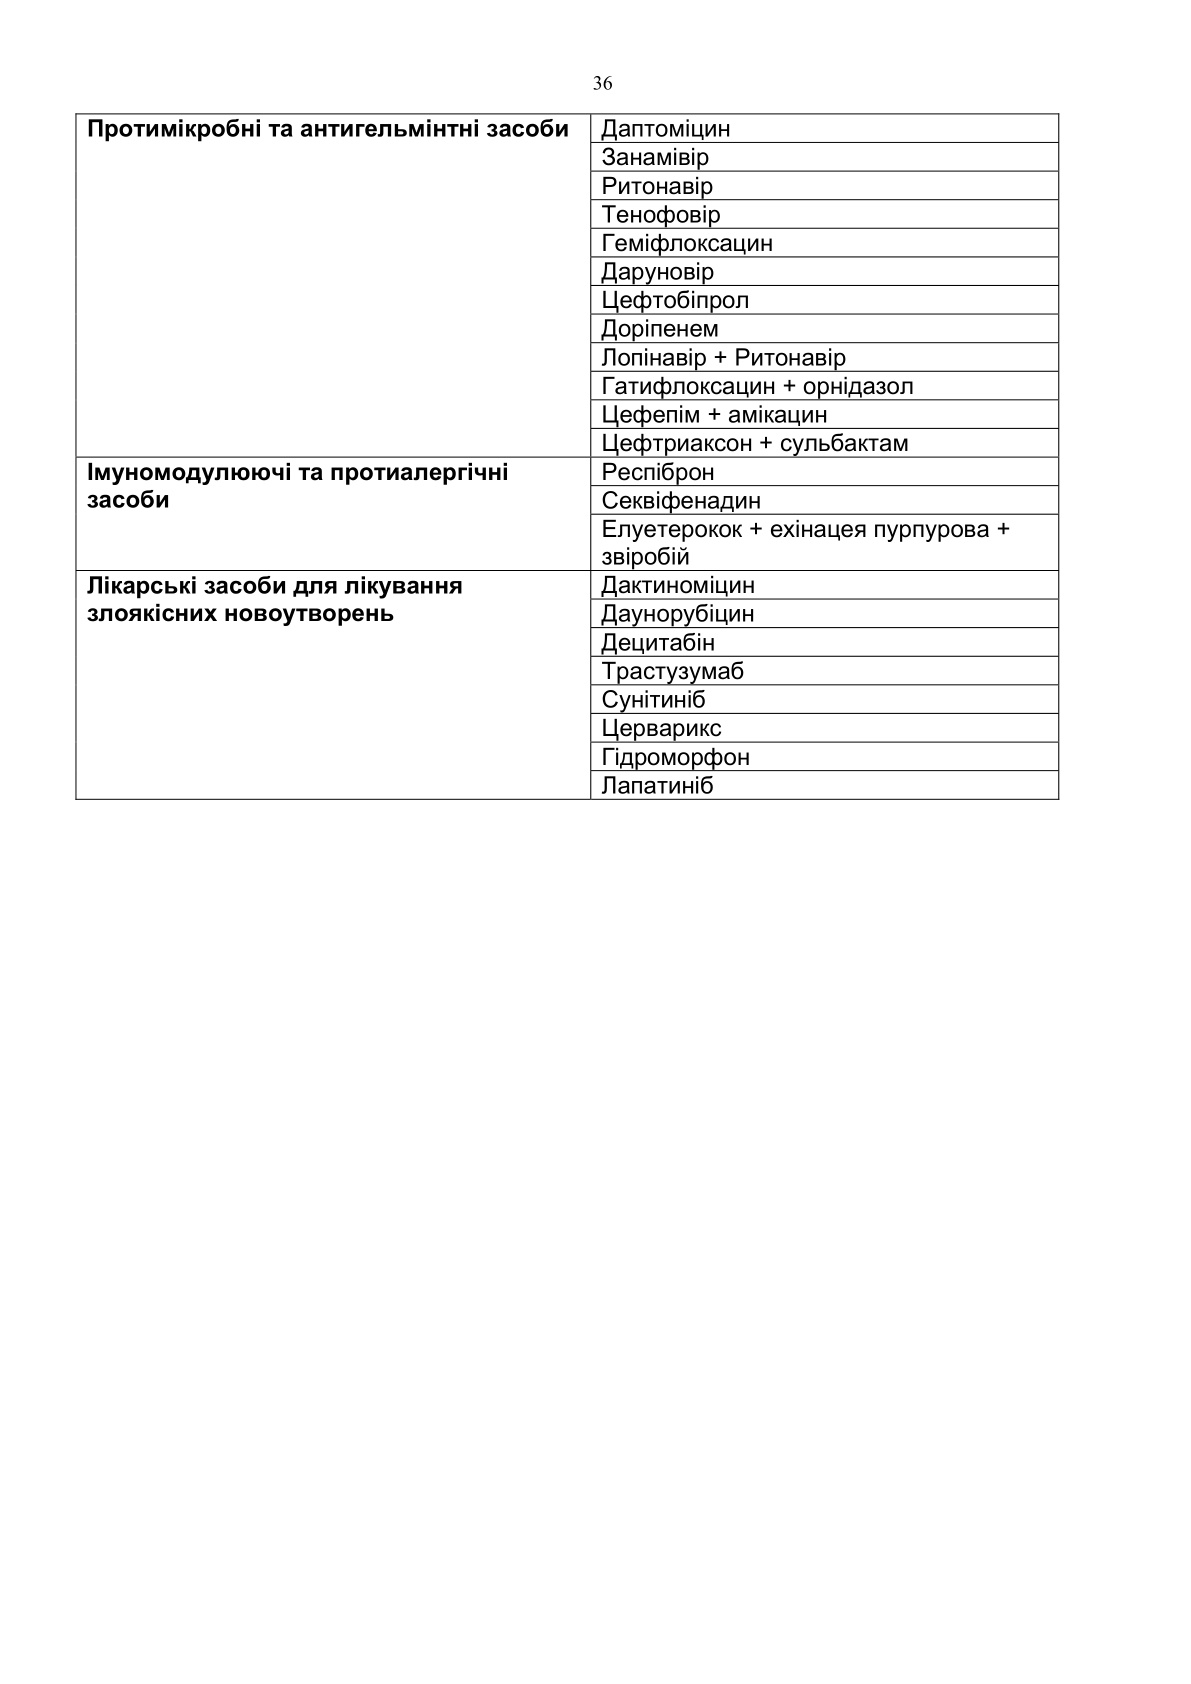 36
Протимікробні та антигельмінтні засоби
Даптоміцин
Занамівір
Ритонавір
Тенофовір
Геміфлоксацин
Даруновір
Цефтобіпрол
Доріпенем
Лопінавір + Ритонавір
Гатифлоксацин + орнідазол
Цефепім + амікацин
Цефтриаксон + сульбактам
Імуномодулюючі та протиалергічні
засоби
Респіброн
Секвіфенадин
Елуетерокок + ехінацея пурпурова +
звіробій
Лікарські засоби для лікування
злоякісних новоутворень
Дактиноміцин
Даунорубіцин
Децитабін
Трастузумаб
Сунітиніб
Церварикс
Гідроморфон
Лапатиніб